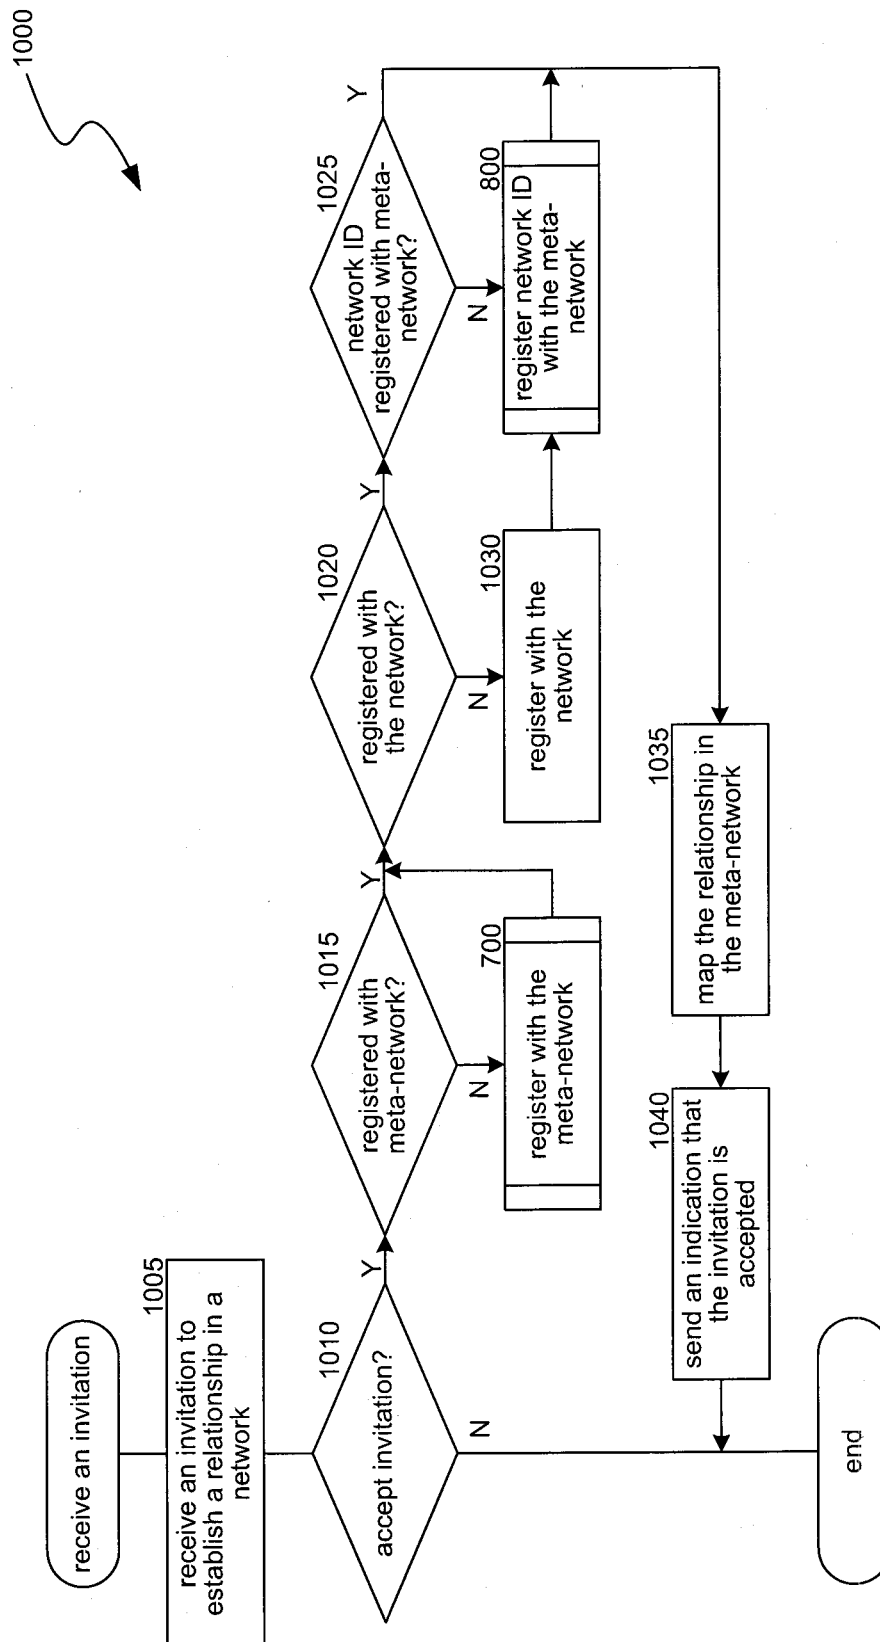 1000
receive an invitation
1005
receive an invitation to
establish a relationship in a
network
1010
accept invitation?
Y
N
1015
registered with
meta-network?
Y
N
700
register with the
meta-network
1020
registered with
the network?
Y
N
1030
register with the
network
1025
network ID
registered with meta-
network?
Y
N
800
register network ID
with the meta-
network
1035
map the relationship in
the meta-network
1040
send an indication that
the invitation is
accepted
end